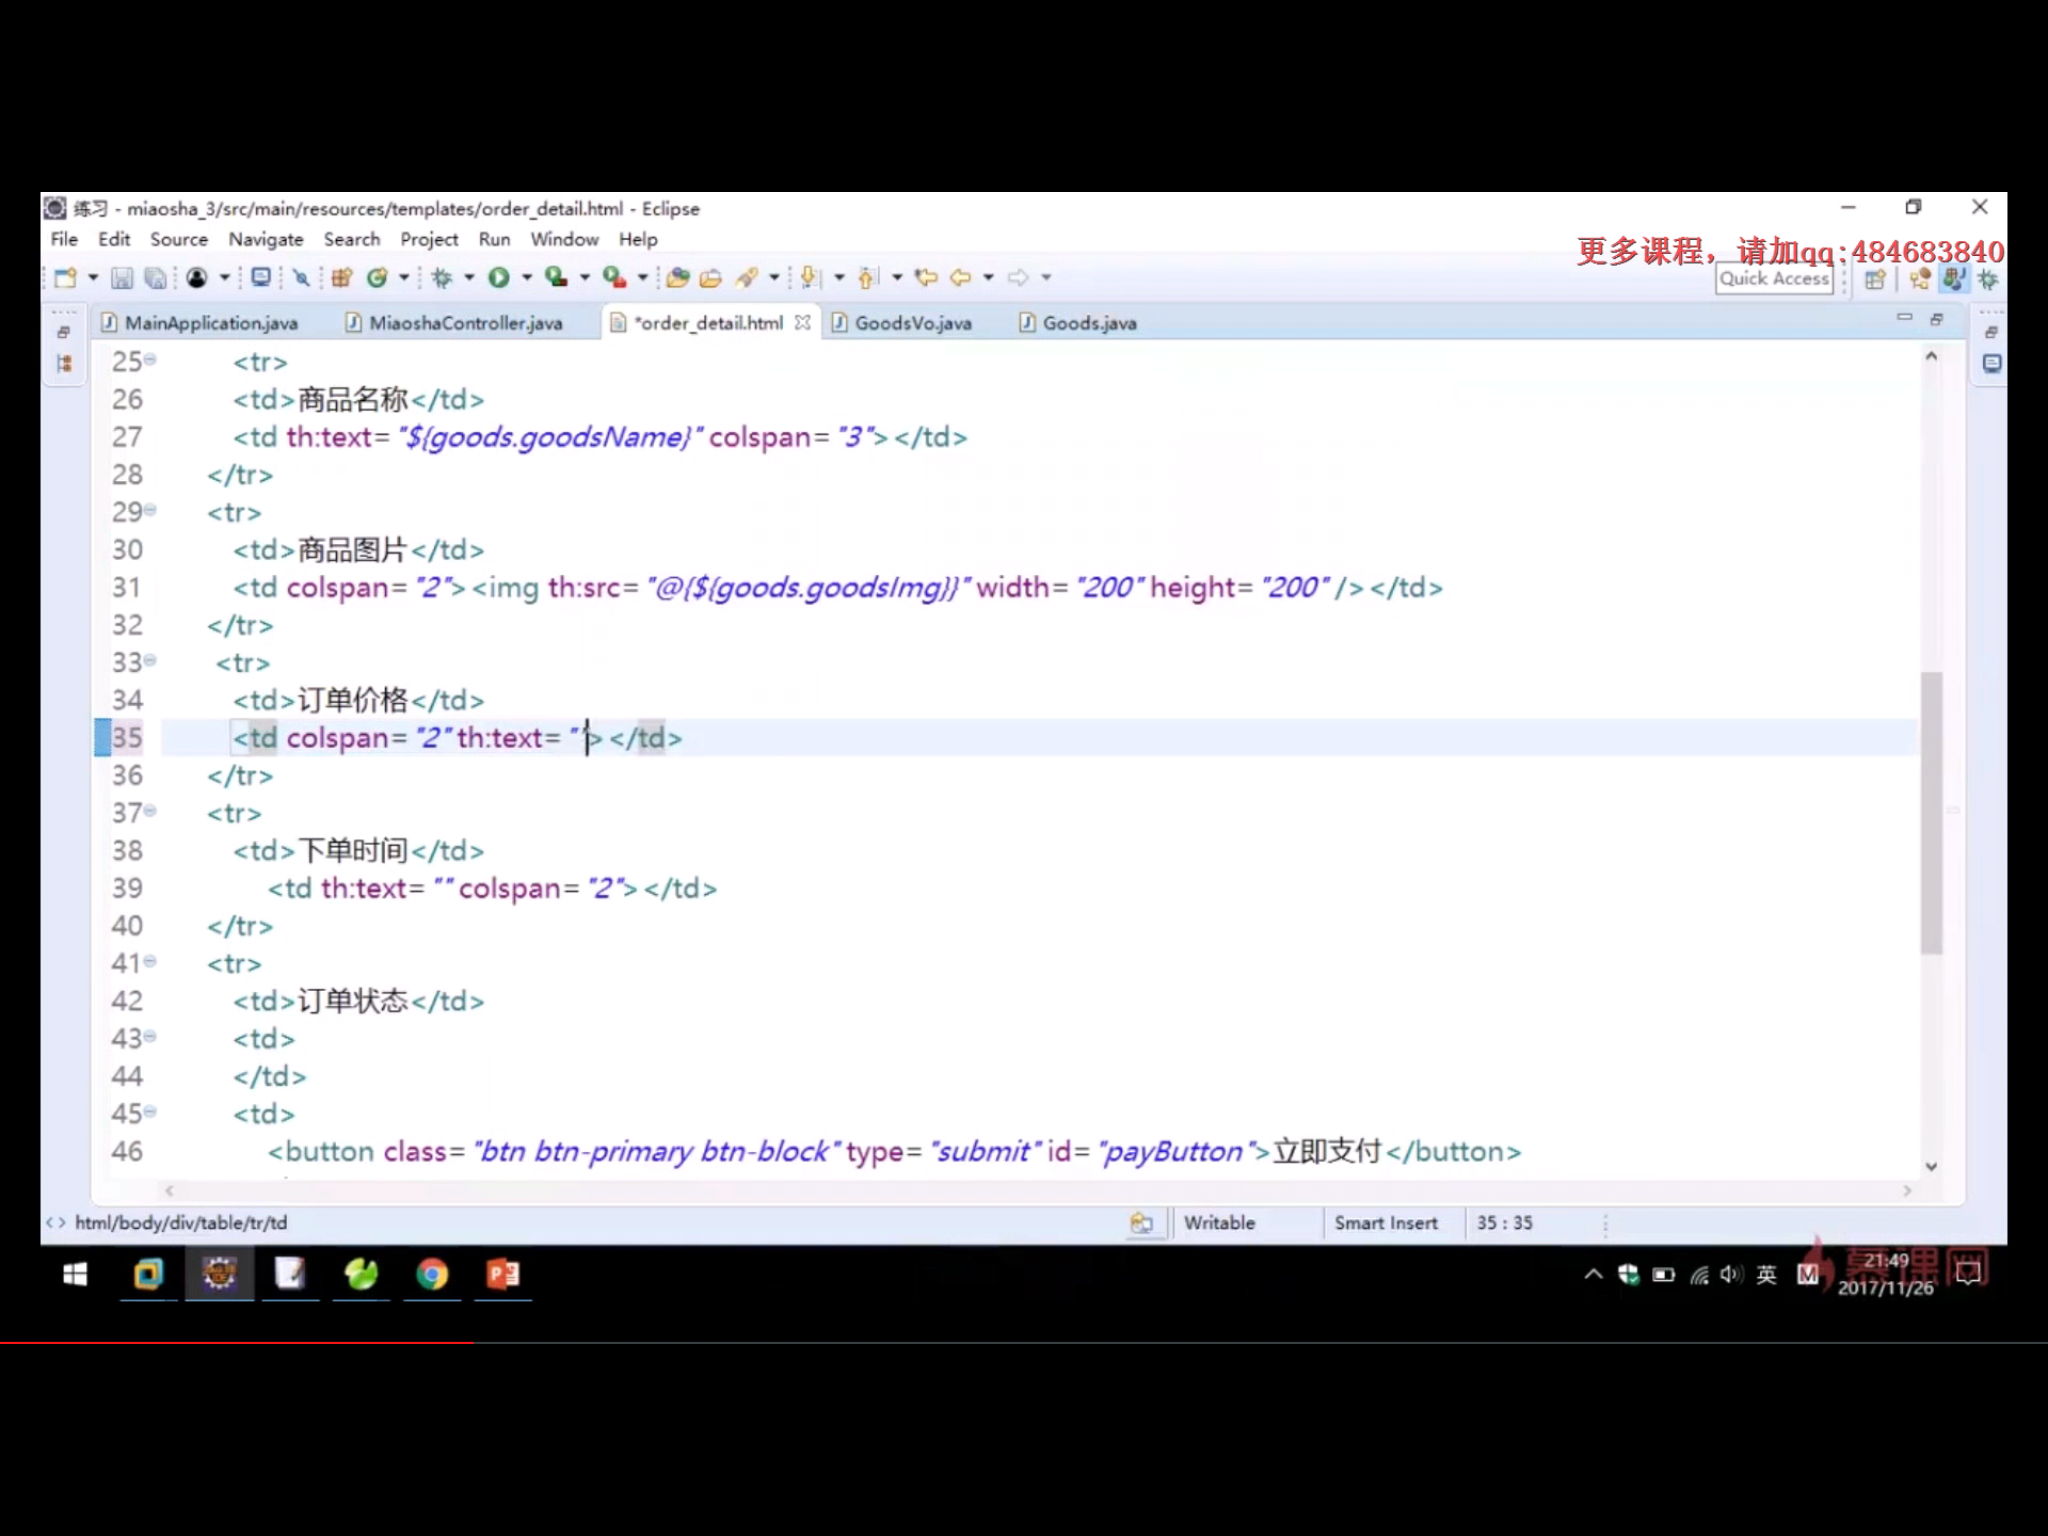 练习 - miaosha_3/src/main/resources/templates/order_detail.html - Eclipse
File Edit Source Navigate Search Project Run Window Help
更多课程，请加qq:484683840
Quick Access
MainApplication.java MiaoshaController.java *order_detail.html GoodsVo.java Goods.java
25 <tr>
26 <td>商品名称</td>
27 <td th:text="${goods.goodsName}" colspan="3"></td>
28 </tr>
29 <tr>
30 <td>商品图片</td>
31 <td colspan="2"><img th:src="@{${goods.goodsImg}}" width="200" height="200" /></td>
32 </tr>
33 <tr>
34 <td>订单价格</td>
35 <td colspan="2" th:text=""></td>
36 </tr>
37 <tr>
38 <td>下单时间</td>
39 <td th:text="" colspan="2"></td>
40 </tr>
41 <tr>
42 <td>订单状态</td>
43 <td>
44 </td>
45 <td>
46 <button class="btn btn-primary btn-block" type="submit" id="payButton">立即支付</button>
html/body/div/table/tr/td Writable Smart Insert 35 : 35
英 M 21:49
2017/11/26
慕课网